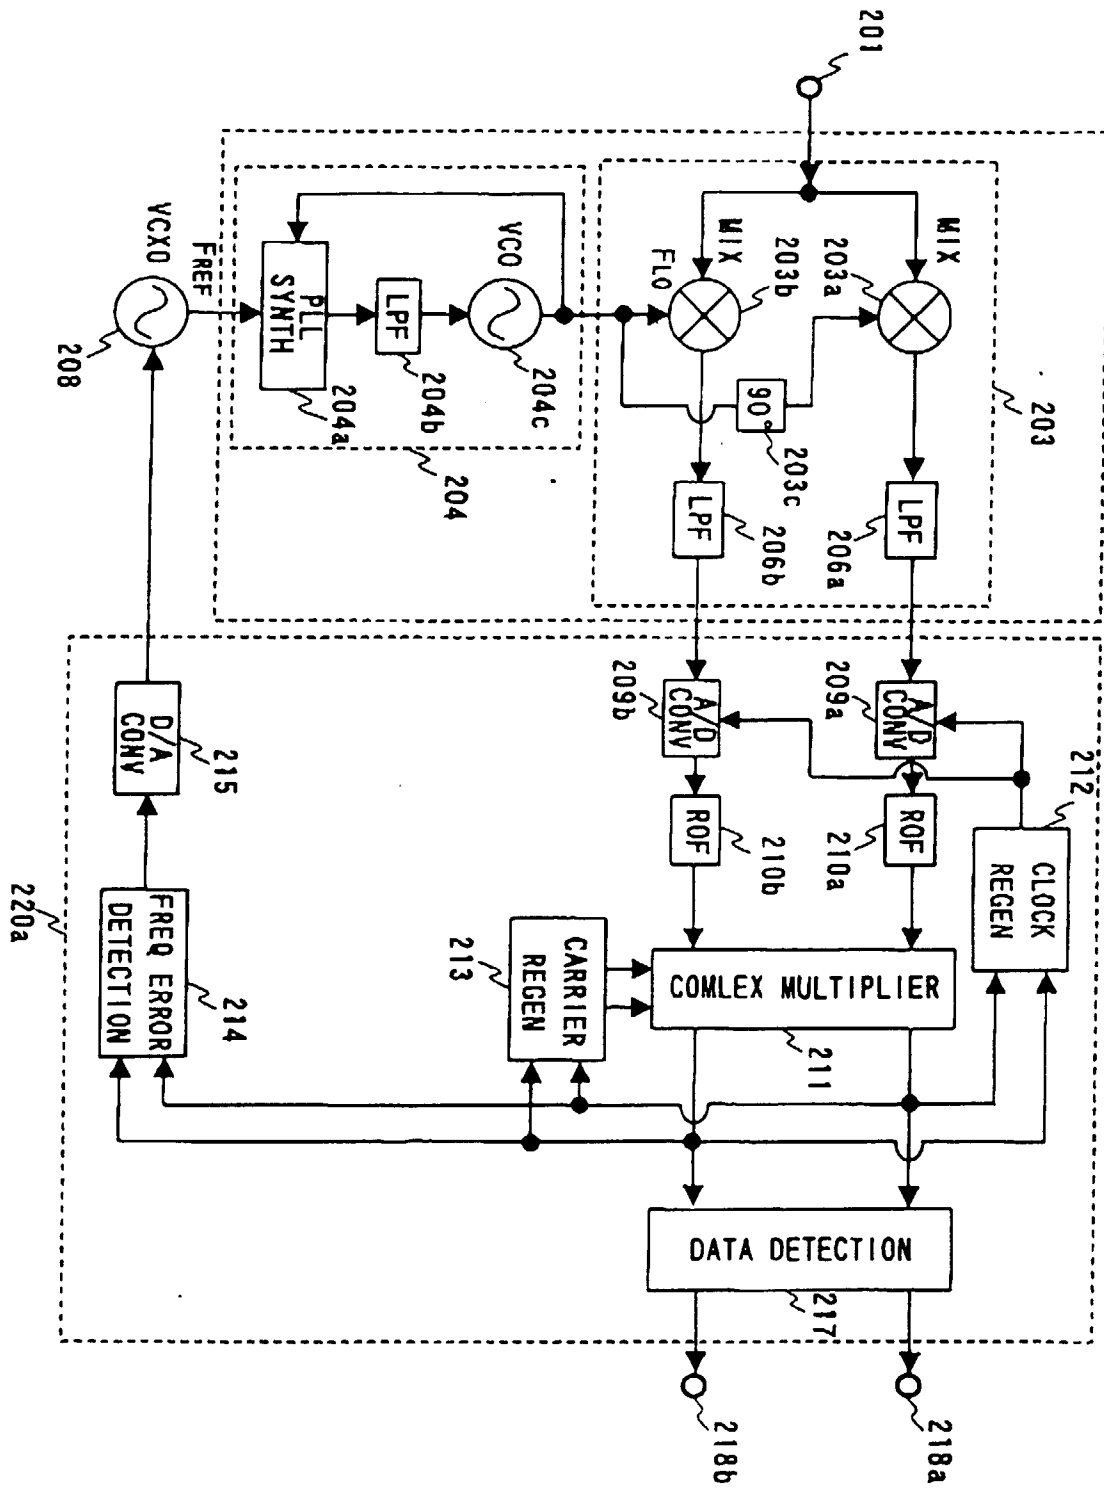 201
MIX
203a
MIX
203b
FLO
90°
203c
203
LPF
206a
LPF
206b
VCO
204c
LPF
204b
PLL
SYNTH
204a
204
VCXO
FREF
208
A/D
CONV
209a
A/D
CONV
209b
ROF
210a
ROF
210b
CLOCK
REGEN
212
COMLEX MULTIPLIER
211
CARRIER
REGEN
213
FREQ ERROR
DETECTION
214
D/A
CONV
215
220a
DATA DETECTION
217
218a
218b